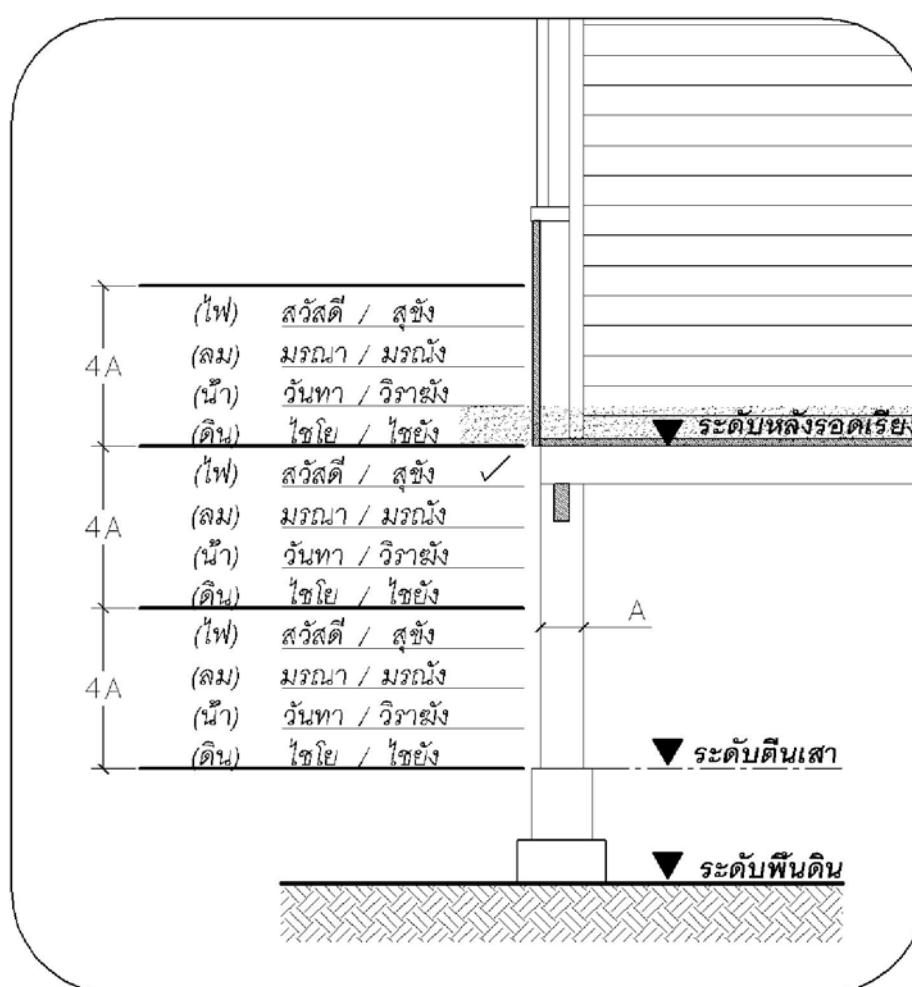 (ไฟ) สวัสดี / สุขัง
4A (ลม) มรณา / มรณัง
(น้ำ) วันทา / วิราฆัง
(ดิน) ไชโย / ไชยัง ระดับหลังรอดเรียง
(ไฟ) สวัสดี / สุขัง ✓
4A (ลม) มรณา / มรณัง
(น้ำ) วันทา / วิราฆัง
(ดิน) ไชโย / ไชยัง
A
(ไฟ) สวัสดี / สุขัง
4A (ลม) มรณา / มรณัง
(น้ำ) วันทา / วิราฆัง
(ดิน) ไชโย / ไชยัง ระดับตีนเสา
ระดับพื้นดิน